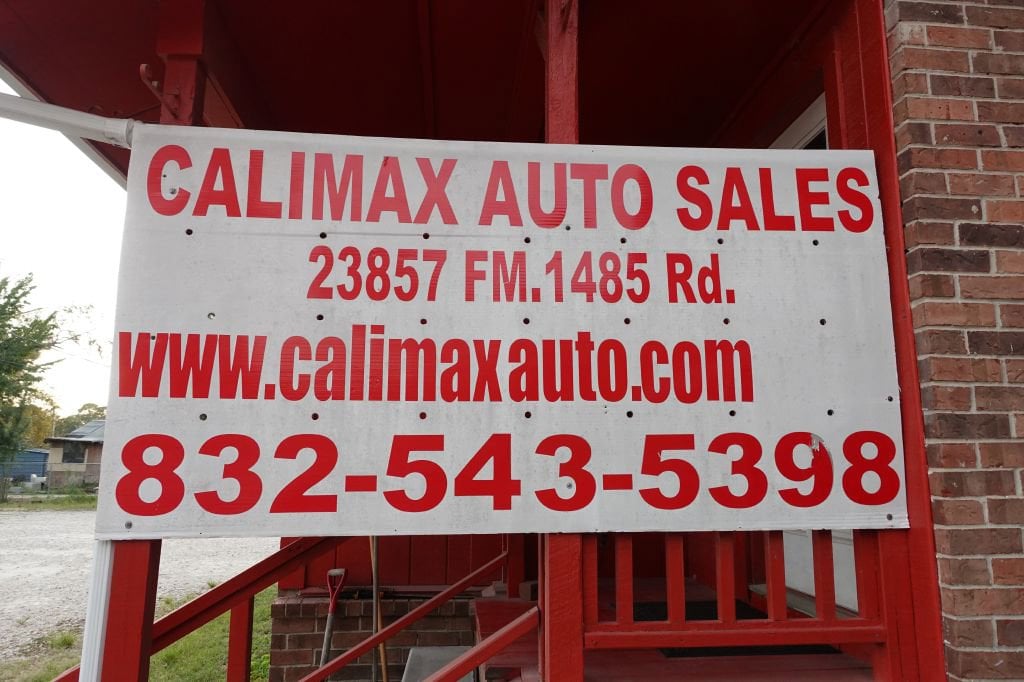 CALIMAX AUTO SALES
23857 FM.1485 Rd.
www.calimaxauto.com
832-543-5398